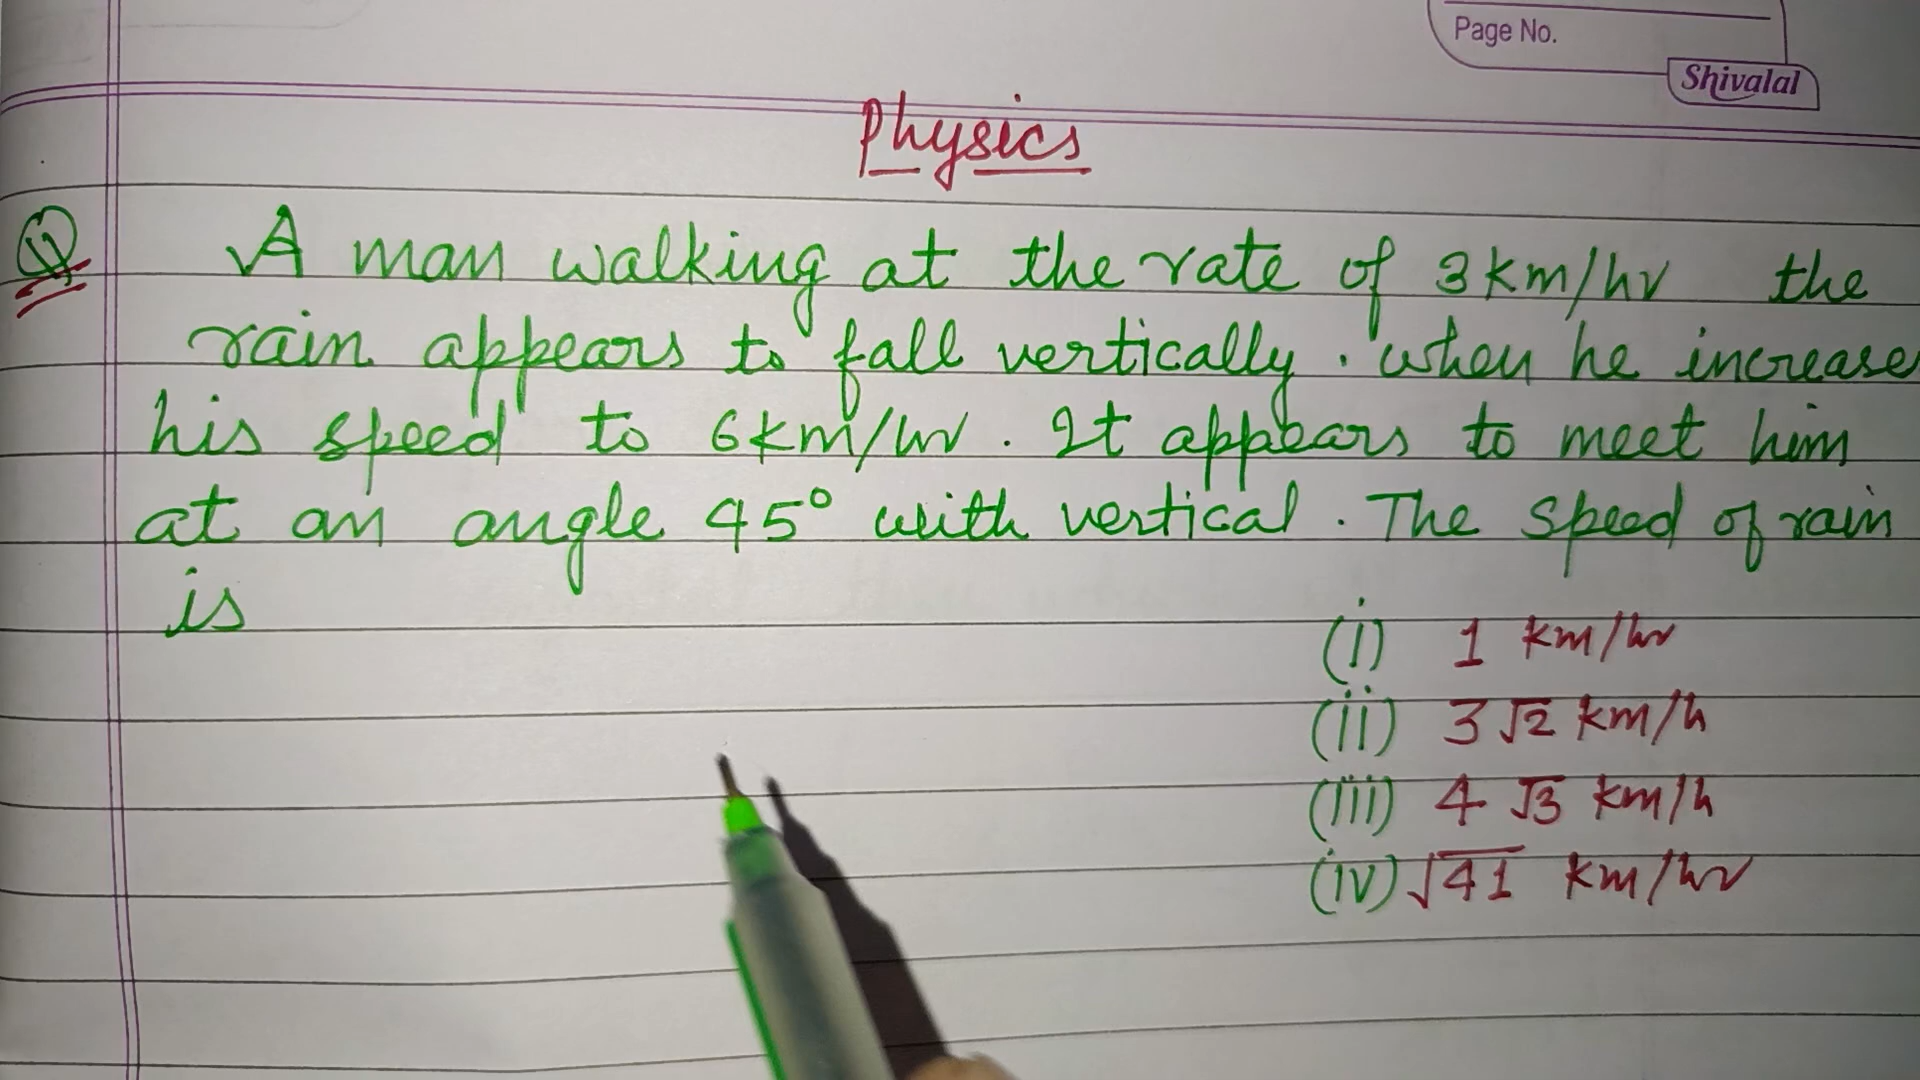 Page No.
Shivalal
Physics
Q A man walking at the rate of 3km/hr the
rain appears to fall vertically. when he increase
his speed to 6km/hr. It appears to meet him
at an angle 45° with vertical. The speed of rain
is
(i) 1 km/hr
(ii) 3√2 km/h
(iii) 4√3 km/h
(iv) √41 km/hr